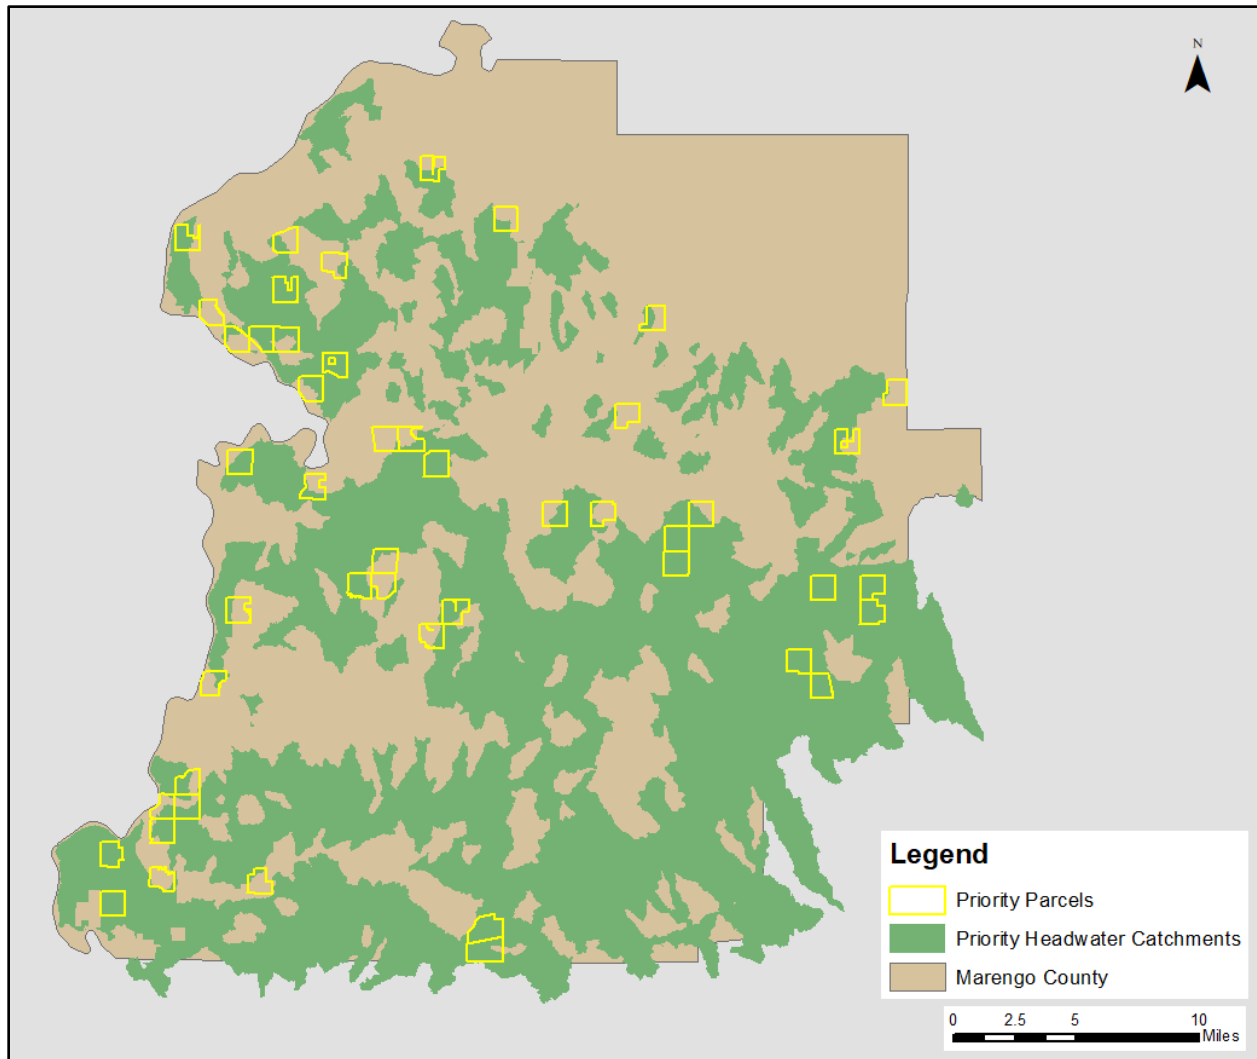 N
Legend
Priority Parcels
Priority Headwater Catchments
Marengo County
0 2.5 5 10
Miles